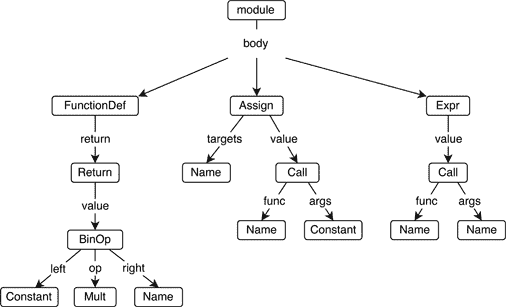 module
body
FunctionDef Assign Expr
return targets value value
Return Name Call Call
value func args func args
BinOp Name Constant Name Name
left op right
Constant Mult Name